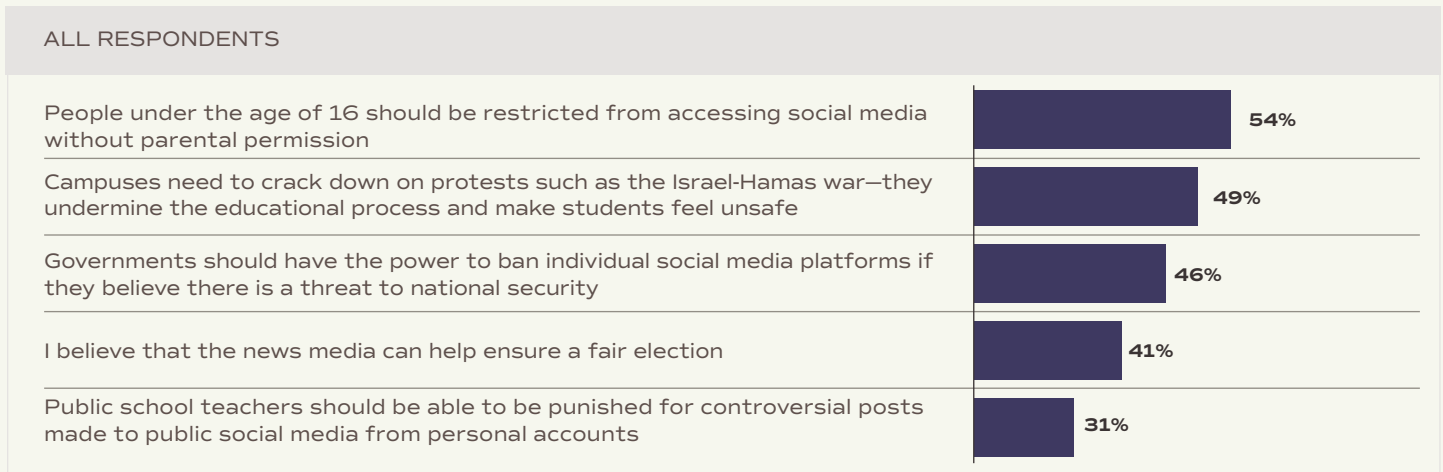 ALL RESPONDENTS
People under the age of 16 should be restricted from accessing social media
without parental permission
54%
Campuses need to crack down on protests such as the Israel-Hamas war—they
undermine the educational process and make students feel unsafe
49%
Governments should have the power to ban individual social media platforms if
they believe there is a threat to national security
46%
I believe that the news media can help ensure a fair election
41%
Public school teachers should be able to be punished for controversial posts
made to public social media from personal accounts
31%